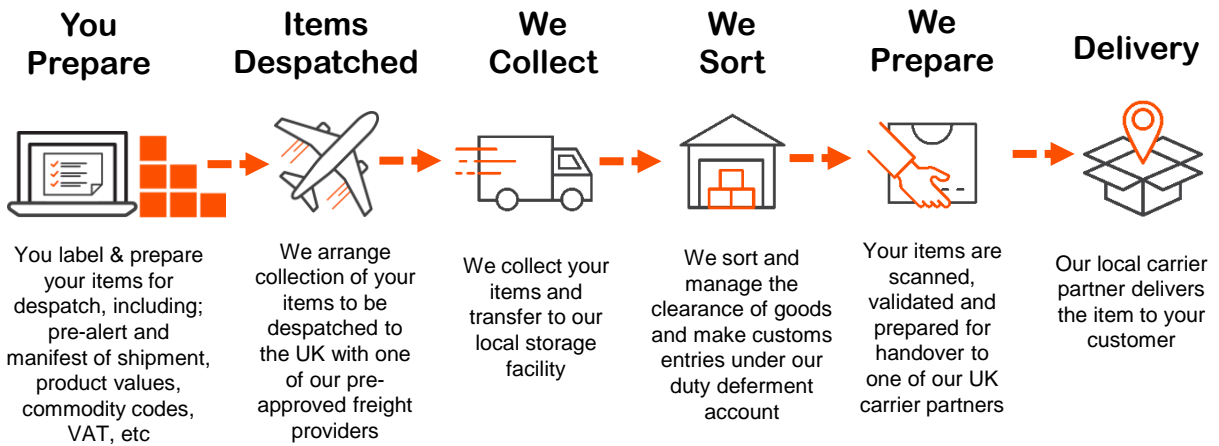 You
Prepare
Items
Despatched
We
Collect
We
Sort
We
Prepare
Delivery
You label & prepare
your items for
despatch, including;
pre-alert and
manifest of shipment,
product values,
commodity codes,
VAT, etc
We arrange
collection of your
items to be
despatched to
the UK with one
of our pre-
approved freight
providers
We collect your
items and
transfer to our
local storage
facility
We sort and
manage the
clearance of goods
and make customs
entries under our
duty deferment
account
Your items are
scanned,
validated and
prepared for
handover to
one of our UK
carrier partners
Our local carrier
partner delivers
the item to your
customer